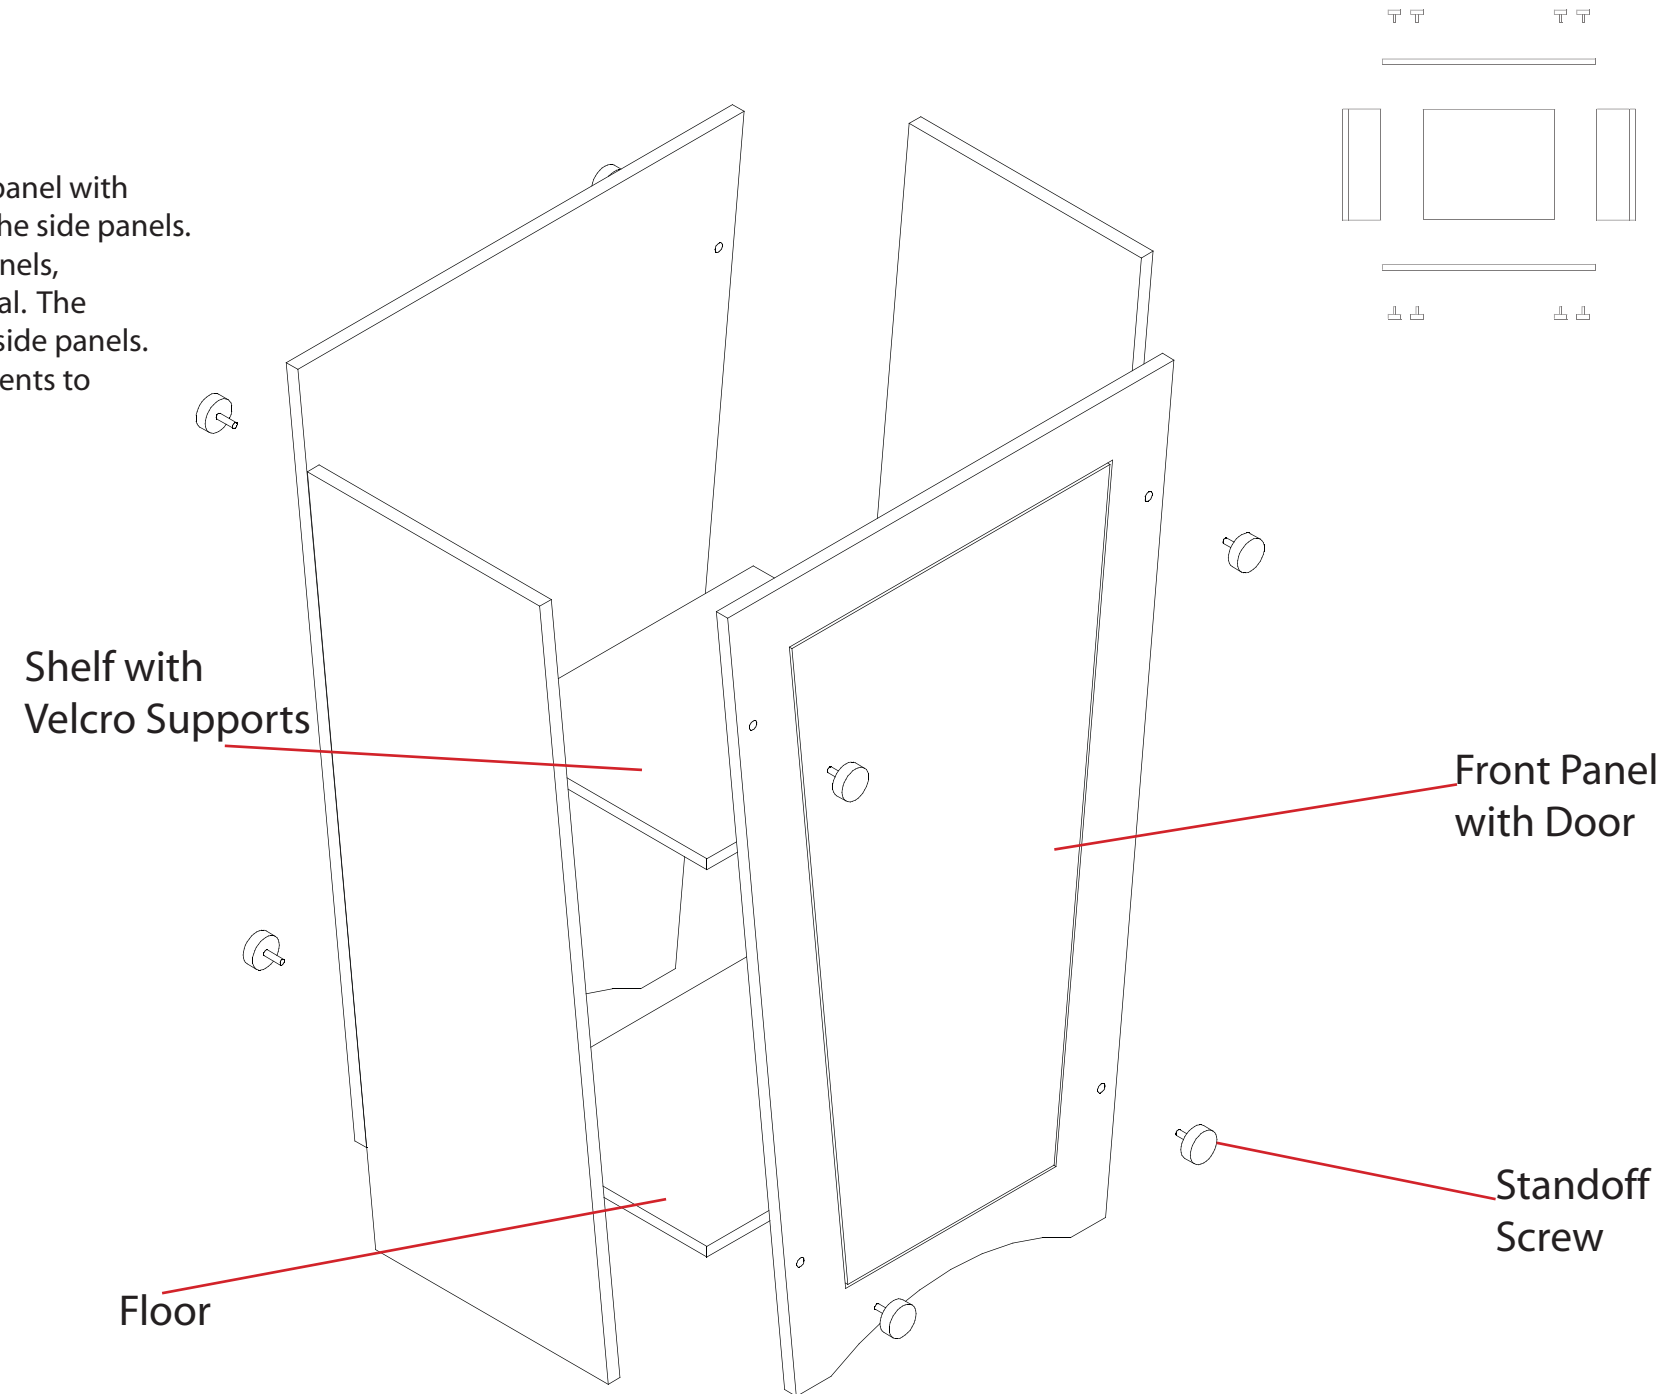 panel with
he side panels.
nels,
al. The
side panels.
ents to
Shelf with
Velcro Supports
Front Panel
with Door
Standoff
Screw
Floor